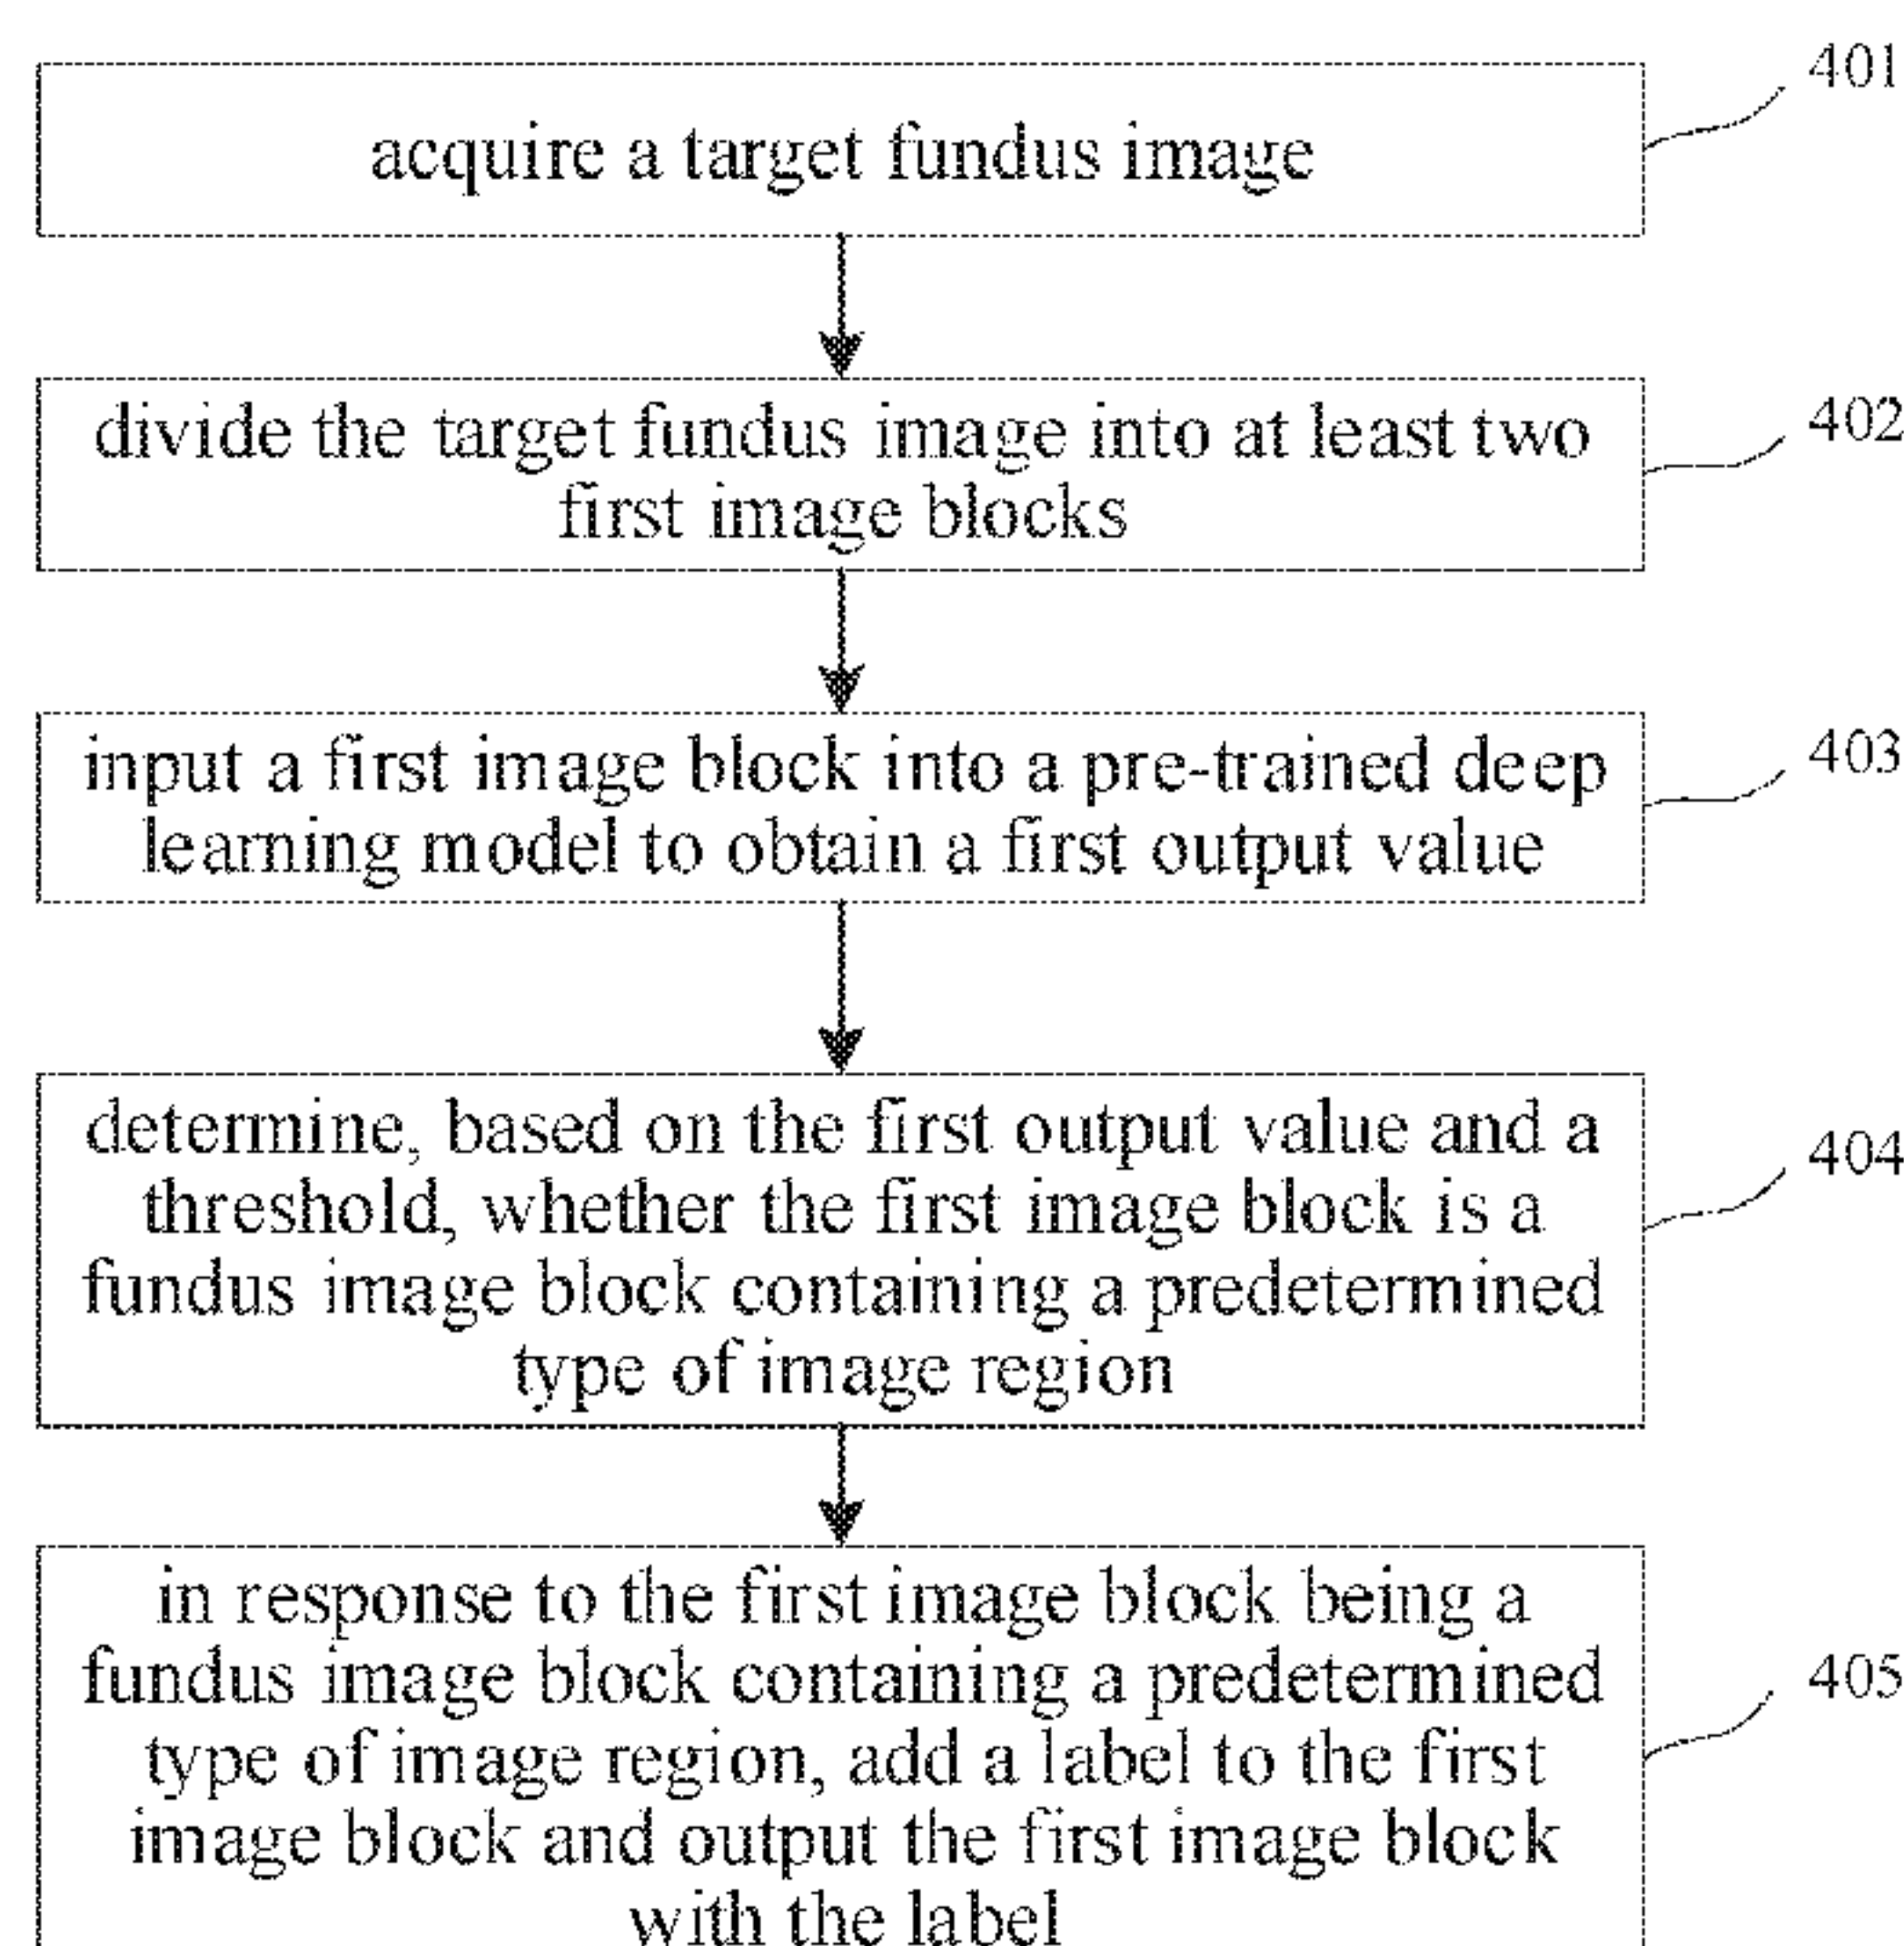 401
acquire a target fundus image
402
divide the target fundus image into at least two
first image blocks
403
input a first image block into a pre-trained deep
learning model to obtain a first output value
404
determine, based on the first output value and a
threshold, whether the first image block is a
fundus image block containing a predetermined
type of image region
405
in response to the first image block being a
fundus image block containing a predetermined
type of image region, add a label to the first
image block and output the first image block
with the label